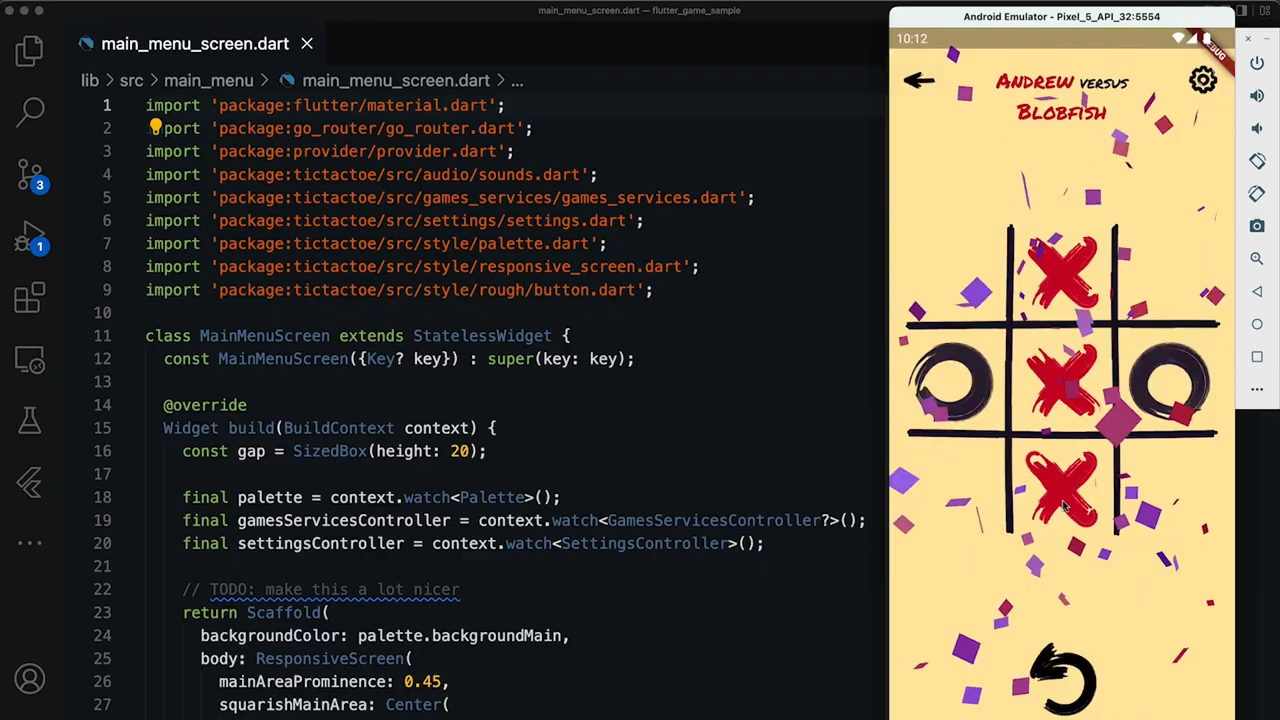 main_menu_screen.dart — flutter_game_sample
main_menu_screen.dart
lib > src > main_menu > main_menu_screen.dart > ...
1 import 'package:flutter/material.dart';
2 import 'package:go_router/go_router.dart';
3 import 'package:provider/provider.dart';
4 import 'package:tictactoe/src/audio/sounds.dart';
5 import 'package:tictactoe/src/games_services/games_services.dart';
6 import 'package:tictactoe/src/settings/settings.dart';
7 import 'package:tictactoe/src/style/palette.dart';
8 import 'package:tictactoe/src/style/responsive_screen.dart';
9 import 'package:tictactoe/src/style/rough/button.dart';
10
11 class MainMenuScreen extends StatelessWidget {
12 const MainMenuScreen({Key? key}) : super(key: key);
13
14 @override
15 Widget build(BuildContext context) {
16 const gap = SizedBox(height: 20);
17
18 final palette = context.watch<Palette>();
19 final gamesServicesController = context.watch<GamesServicesController?>();
20 final settingsController = context.watch<SettingsController>();
21
22 // TODO: make this a lot nicer
23 return Scaffold(
24 backgroundColor: palette.backgroundMain,
25 body: ResponsiveScreen(
26 mainAreaProminence: 0.45,
27 squarishMainArea: Center(
3
1
Android Emulator - Pixel_5_API_32:5554
10:12
DEBUG
Andrew versus
Blobfish